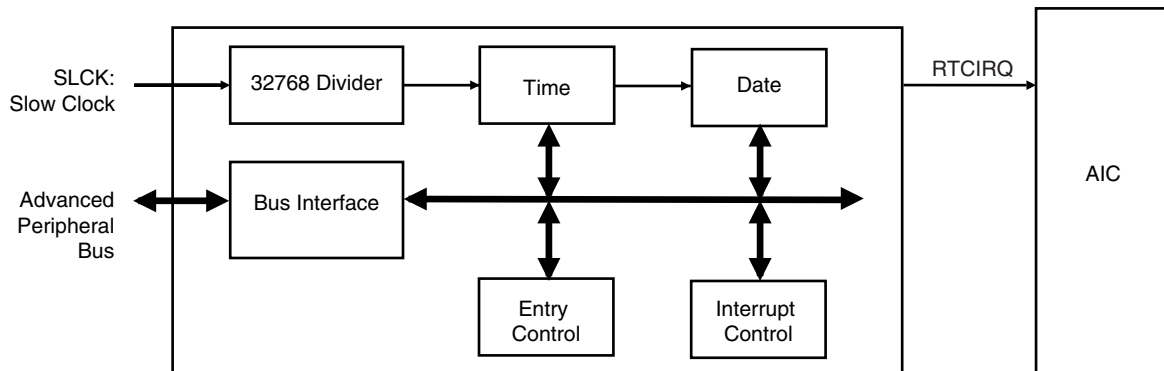 SLCK:
Slow Clock
32768 Divider
Time
Date
RTCIRQ
AIC
Advanced
Peripheral
Bus
Bus Interface
Entry
Control
Interrupt
Control